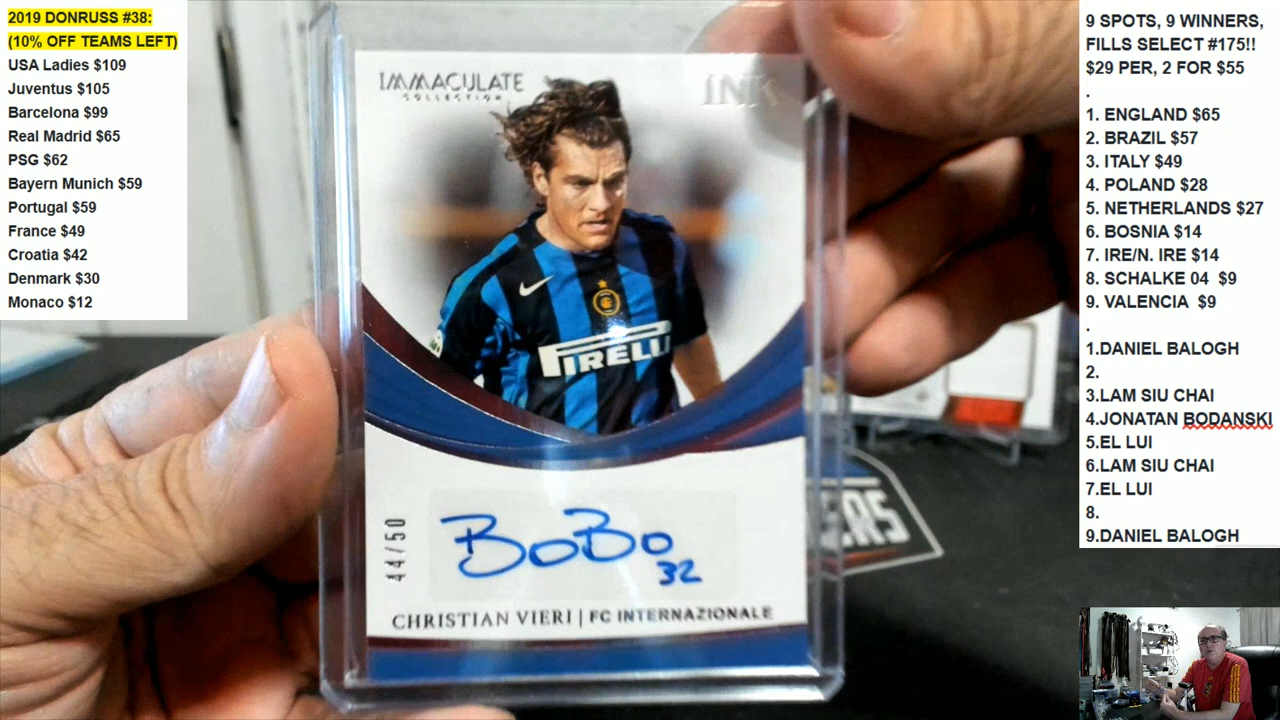 2019 DONRUSS #38:
(10% OFF TEAMS LEFT)
USA Ladies $109
Juventus $105
Barcelona $99
Real Madrid $65
PSG $62
Bayern Munich $59
Portugal $59
France $49
Croatia $42
Denmark $30
Monaco $12
IMMACULATE
COLLECTION
INK
PIRELLI
BoBo
32
44/50
CHRISTIAN VIERI | FC INTERNAZIONALE
ERS
9 SPOTS, 9 WINNERS,
FILLS SELECT #175!!
$29 PER, 2 FOR $55
.
1. ENGLAND $65
2. BRAZIL $57
3. ITALY $49
4. POLAND $28
5. NETHERLANDS $27
6. BOSNIA $14
7. IRE/N. IRE $14
8. SCHALKE 04 $9
9. VALENCIA $9
.
1.DANIEL BALOGH
2.
3.LAM SIU CHAI
4.JONATAN BODANSKI
5.EL LUI
6.LAM SIU CHAI
7.EL LUI
8.
9.DANIEL BALOGH